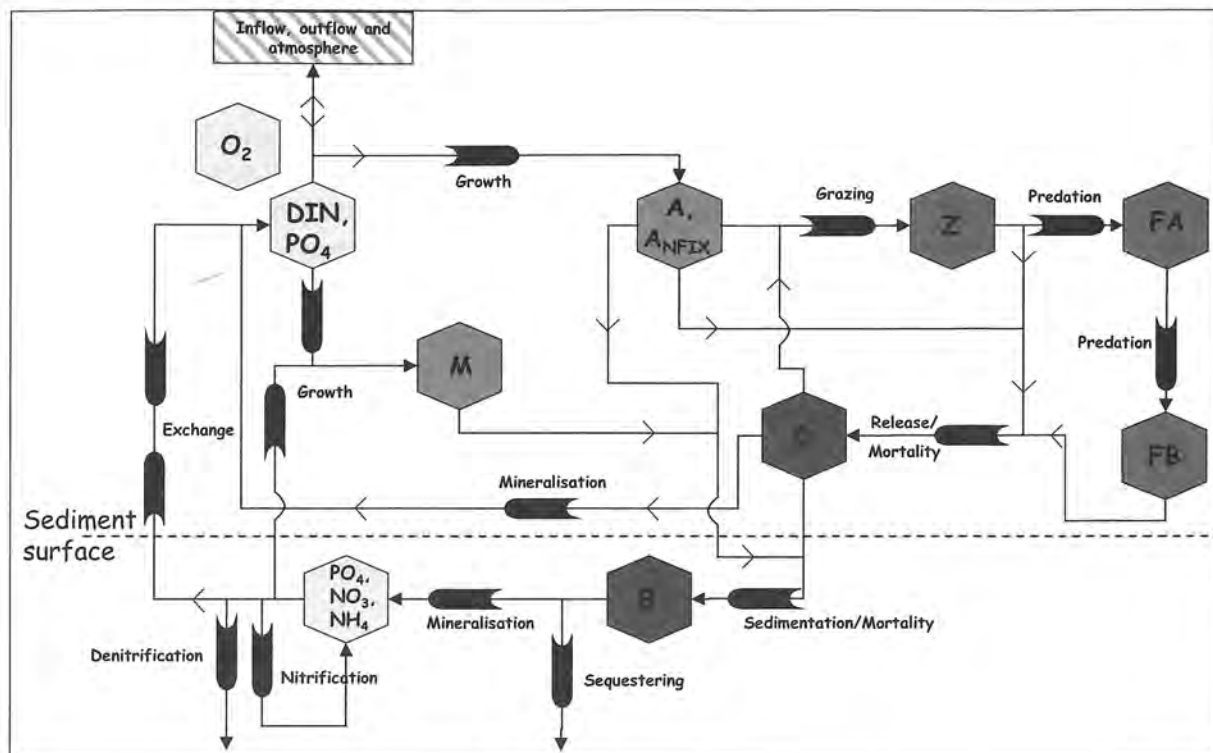 Inflow, outflow and
atmosphere
O2
Growth
DIN,
PO4
A,
ANFIX
Grazing
Z
Predation
FA
Predation
M
Growth
Exchange
Release/
Mortality
FB
Mineralisation
Sediment
surface
PO4,
NO3,
NH4
Mineralisation
B
Sedimentation/Mortality
Denitrification
Nitrification
Sequestering